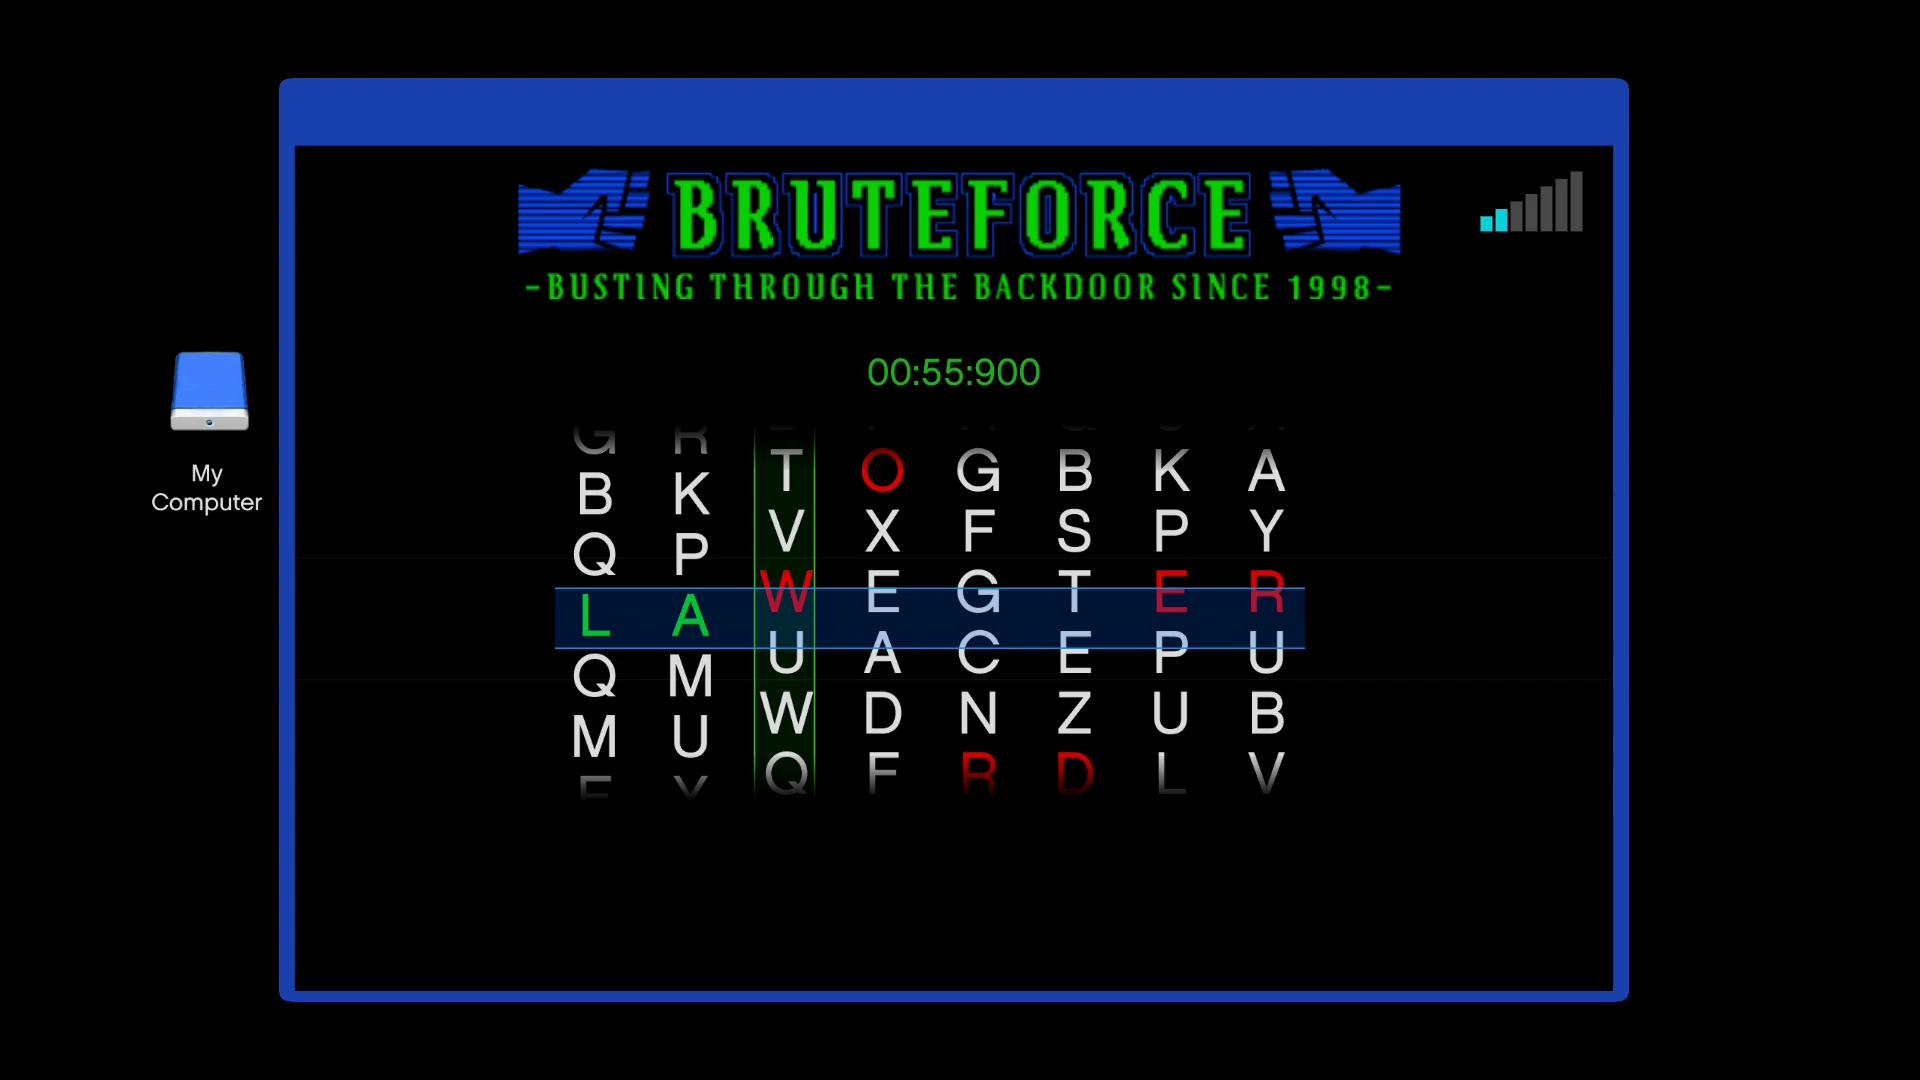 BRUTEFORCE
-BUSTING THROUGH THE BACKDOOR SINCE 1998-
00:55:900
My
Computer
G R
T O G B K A
B K
V X F S P Y
Q P
W E G T E R
L A
U A C E P U
Q M
W D N Z U B
M U
Q F R D L V